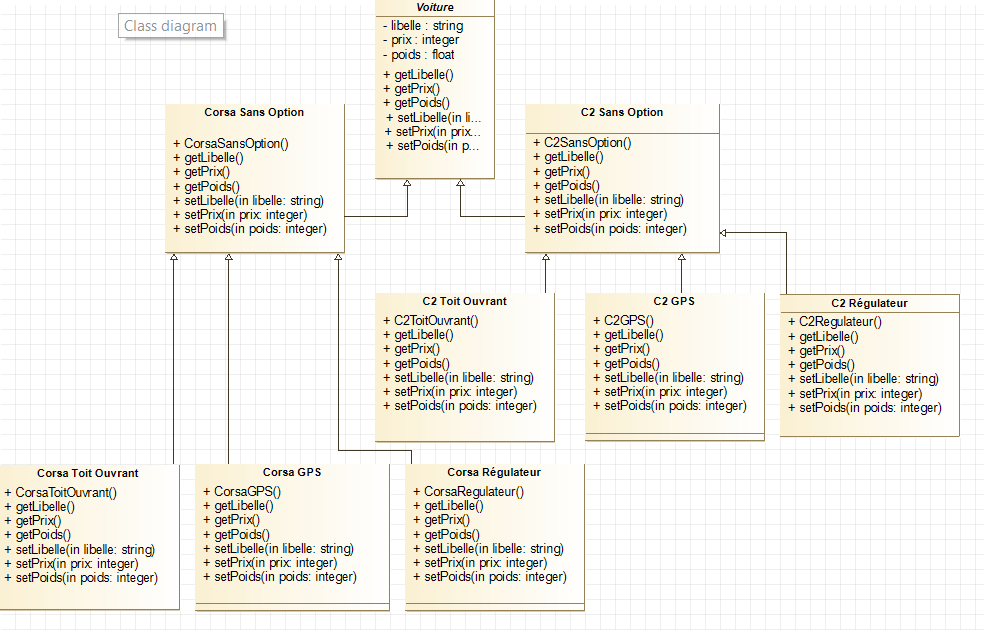 Class diagram
Voiture
- libelle : string
- prix : integer
- poids : float
+ getLibelle()
+ getPrix()
+ getPoids()
+ setLibelle(in li...
+ setPrix(in prix...
+ setPoids(in p...
Corsa Sans Option
+ CorsaSansOption()
+ getLibelle()
+ getPrix()
+ getPoids()
+ setLibelle(in libelle: string)
+ setPrix(in prix: integer)
+ setPoids(in poids: integer)
C2 Sans Option
+ C2SansOption()
+ getLibelle()
+ getPrix()
+ getPoids()
+ setLibelle(in libelle: string)
+ setPrix(in prix: integer)
+ setPoids(in poids: integer)
C2 Toit Ouvrant
+ C2ToitOuvrant()
+ getLibelle()
+ getPrix()
+ getPoids()
+ setLibelle(in libelle: string)
+ setPrix(in prix: integer)
+ setPoids(in poids: integer)
C2 GPS
+ C2GPS()
+ getLibelle()
+ getPrix()
+ getPoids()
+ setLibelle(in libelle: string)
+ setPrix(in prix: integer)
+ setPoids(in poids: integer)
C2 Régulateur
+ C2Regulateur()
+ getLibelle()
+ getPrix()
+ getPoids()
+ setLibelle(in libelle: string)
+ setPrix(in prix: integer)
+ setPoids(in poids: integer)
Corsa Toit Ouvrant
+ CorsaToitOuvrant()
+ getLibelle()
+ getPrix()
+ getPoids()
+ setLibelle(in libelle: string)
+ setPrix(in prix: integer)
+ setPoids(in poids: integer)
Corsa GPS
+ CorsaGPS()
+ getLibelle()
+ getPrix()
+ getPoids()
+ setLibelle(in libelle: string)
+ setPrix(in prix: integer)
+ setPoids(in poids: integer)
Corsa Régulateur
+ CorsaRegulateur()
+ getLibelle()
+ getPrix()
+ getPoids()
+ setLibelle(in libelle: string)
+ setPrix(in prix: integer)
+ setPoids(in poids: integer)